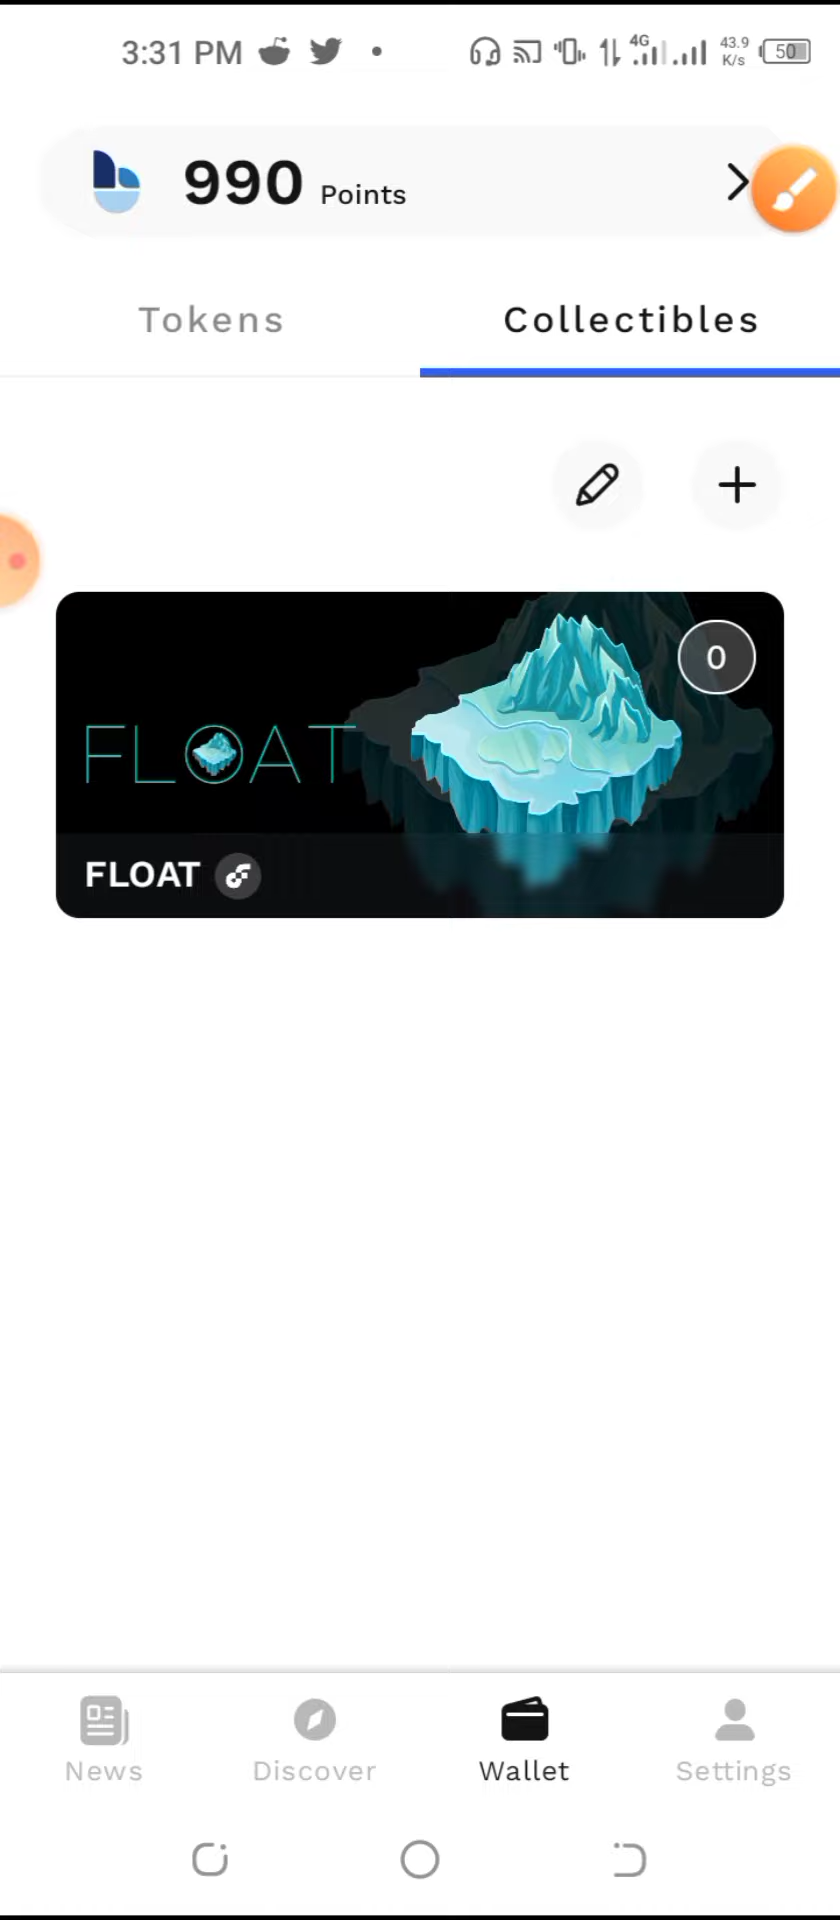 3:31 PM 4G 43.9 K/s 50
990 Points
Tokens Collectibles
0
FLOAT
FLOAT
News Discover Wallet Settings